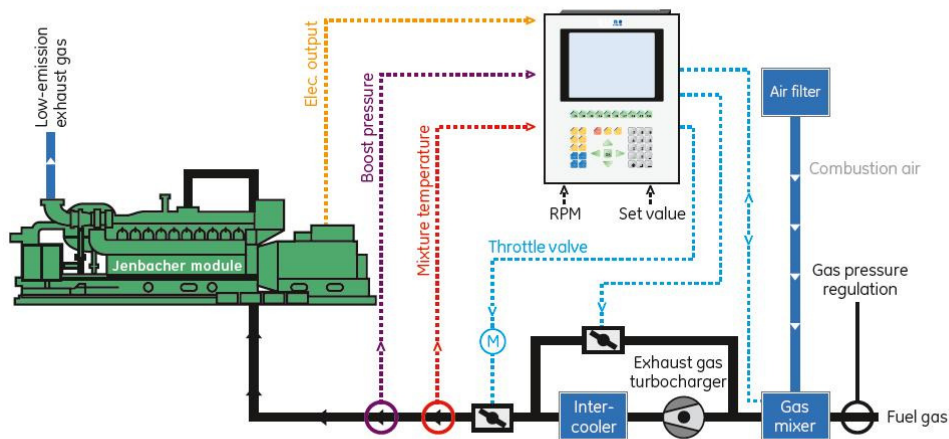 Low-emission
exhaust gas
Elec. output
Boost pressure
Mixture temperature
Air filter
Combustion air
RPM
Set value
Throttle valve
Jenbacher module
Gas pressure
regulation
M
Exhaust gas
turbocharger
Inter-
cooler
Gas
mixer
Fuel gas